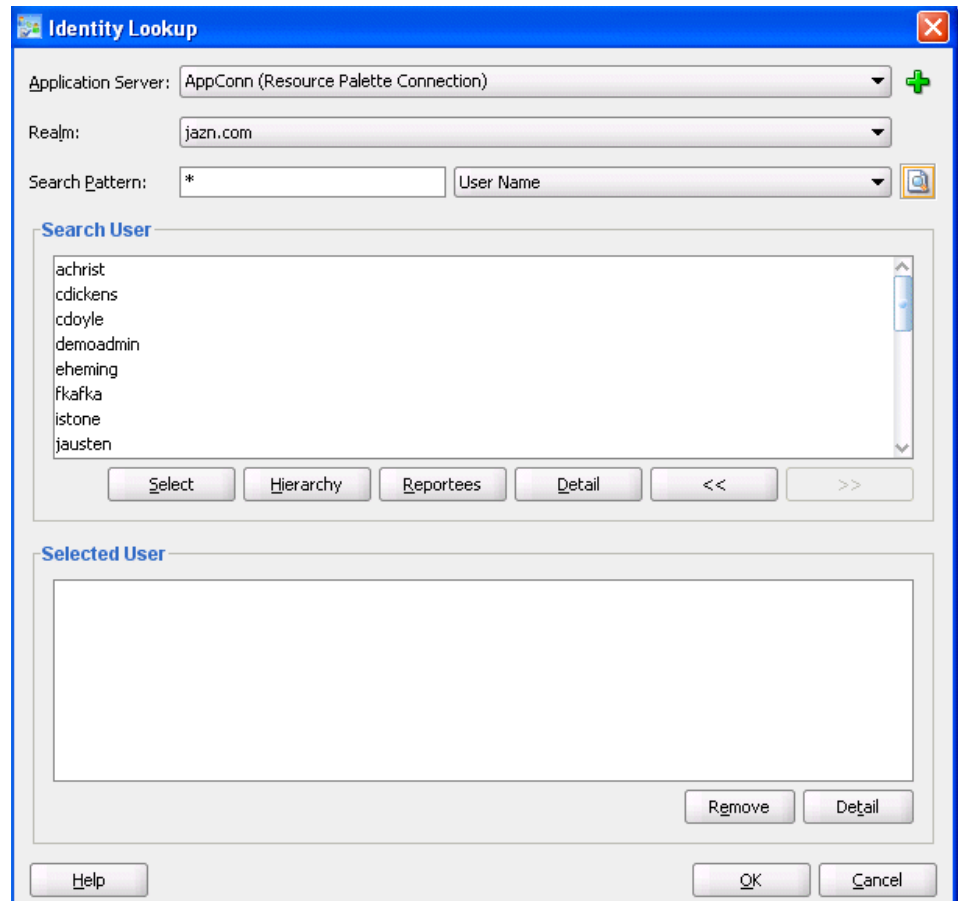 Identity Lookup
Application Server: AppConn (Resource Palette Connection)
Realm: jazn.com
Search Pattern: * User Name
Search User
achrist
cdickens
cdoyle
demoadmin
eheming
fkafka
istone
jausten
Select Hierarchy Reportees Detail << >>
Selected User
Remove Detail
Help OK Cancel